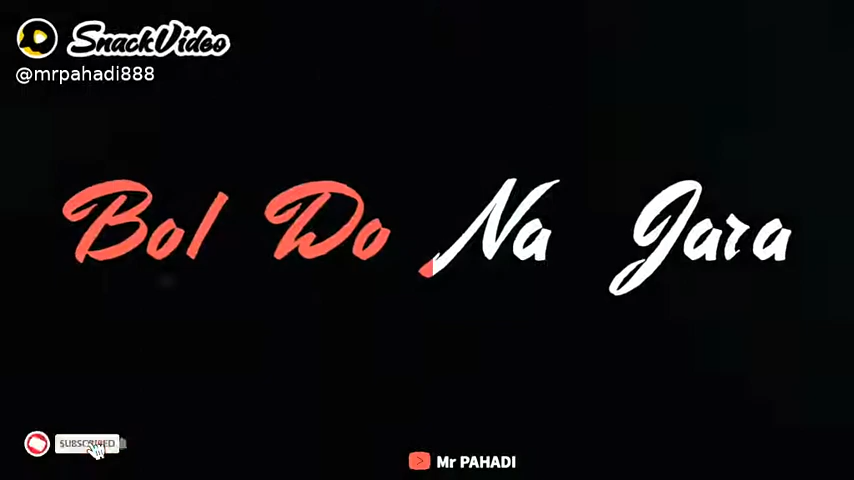 SnackVideo
@mrpahadi888
Bol Do Na Jara
SUBSCRIBED
Mr PAHADI